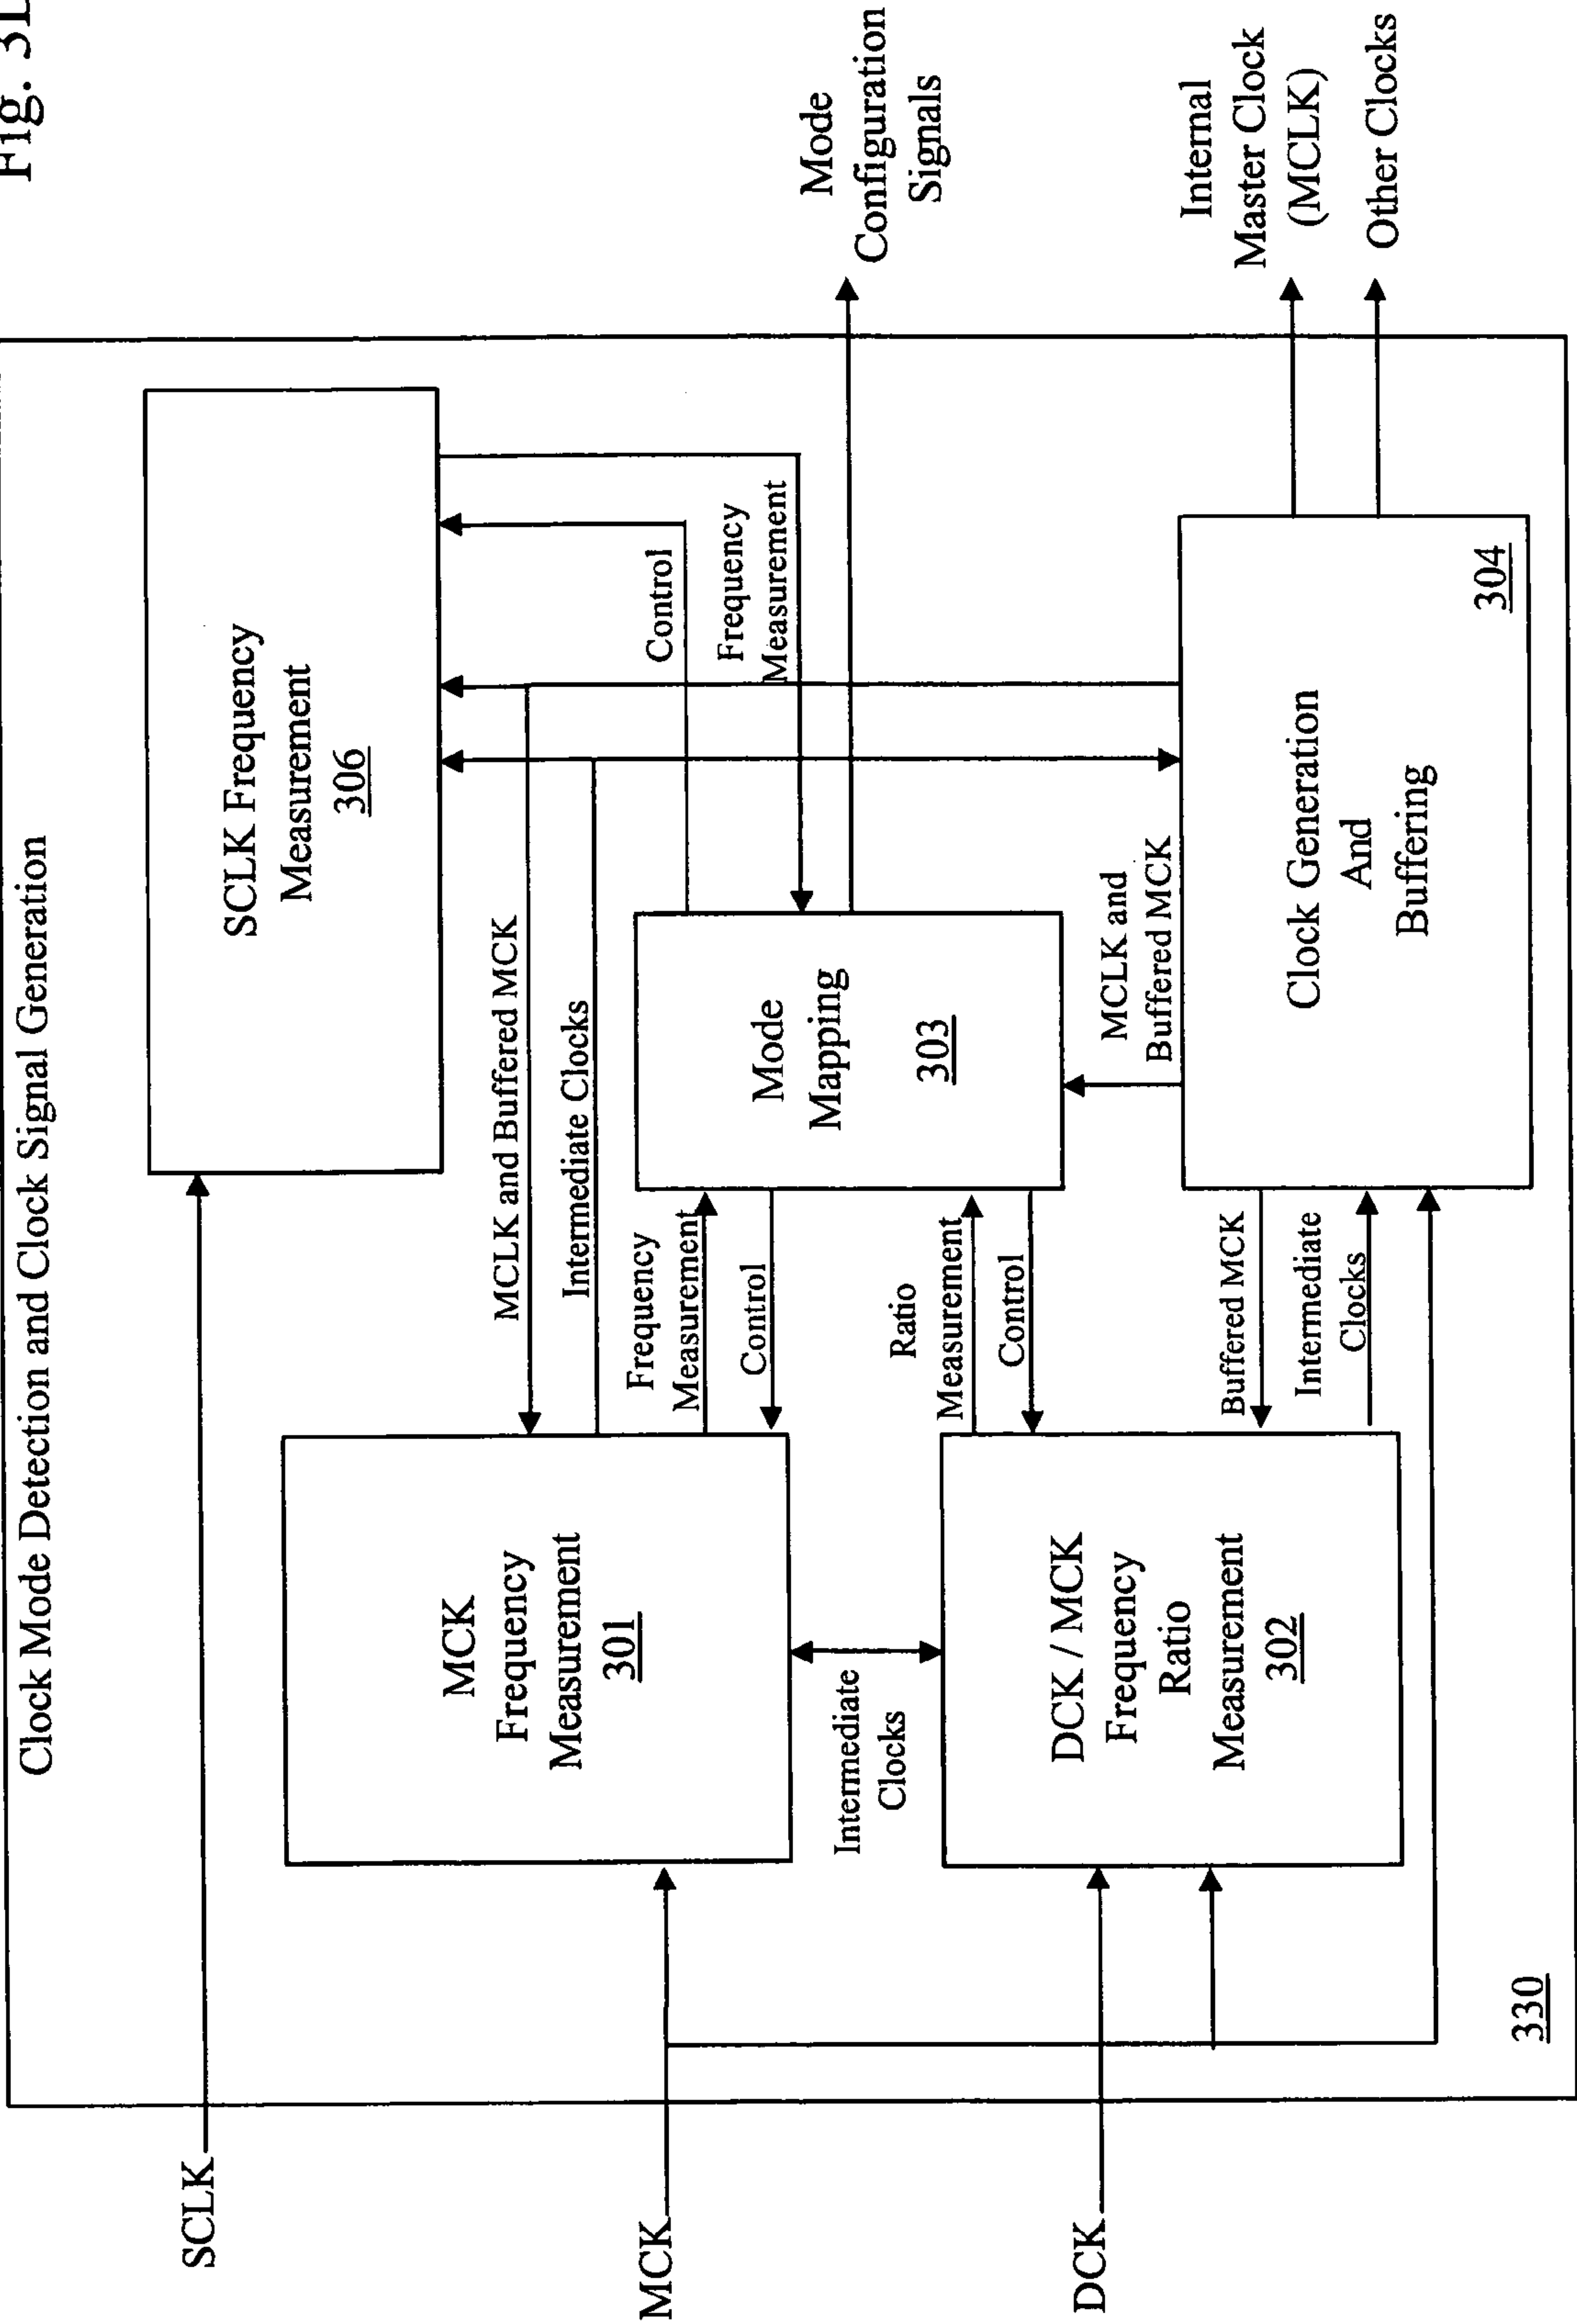 Fig. 3
Clock Mode Detection and Clock Signal Generation
SCLK
SCLK Frequency
Measurement
306
MCLK and Buffered MCK
Intermediate Clocks
Control
Frequency
Measurement
MCK
MCK
Frequency
Measurement
301
Frequency
Measurement
Control
Mode
Mapping
303
Mode
Configuration
Signals
Intermediate
Clocks
Ratio
Measurement
Control
MCLK and
Buffered MCK
DCK
DCK / MCK
Frequency
Ratio
Measurement
302
Buffered MCK
Intermediate
Clocks
Clock Generation
And
Buffering
304
Internal
Master Clock
(MCLK)
Other Clocks
330